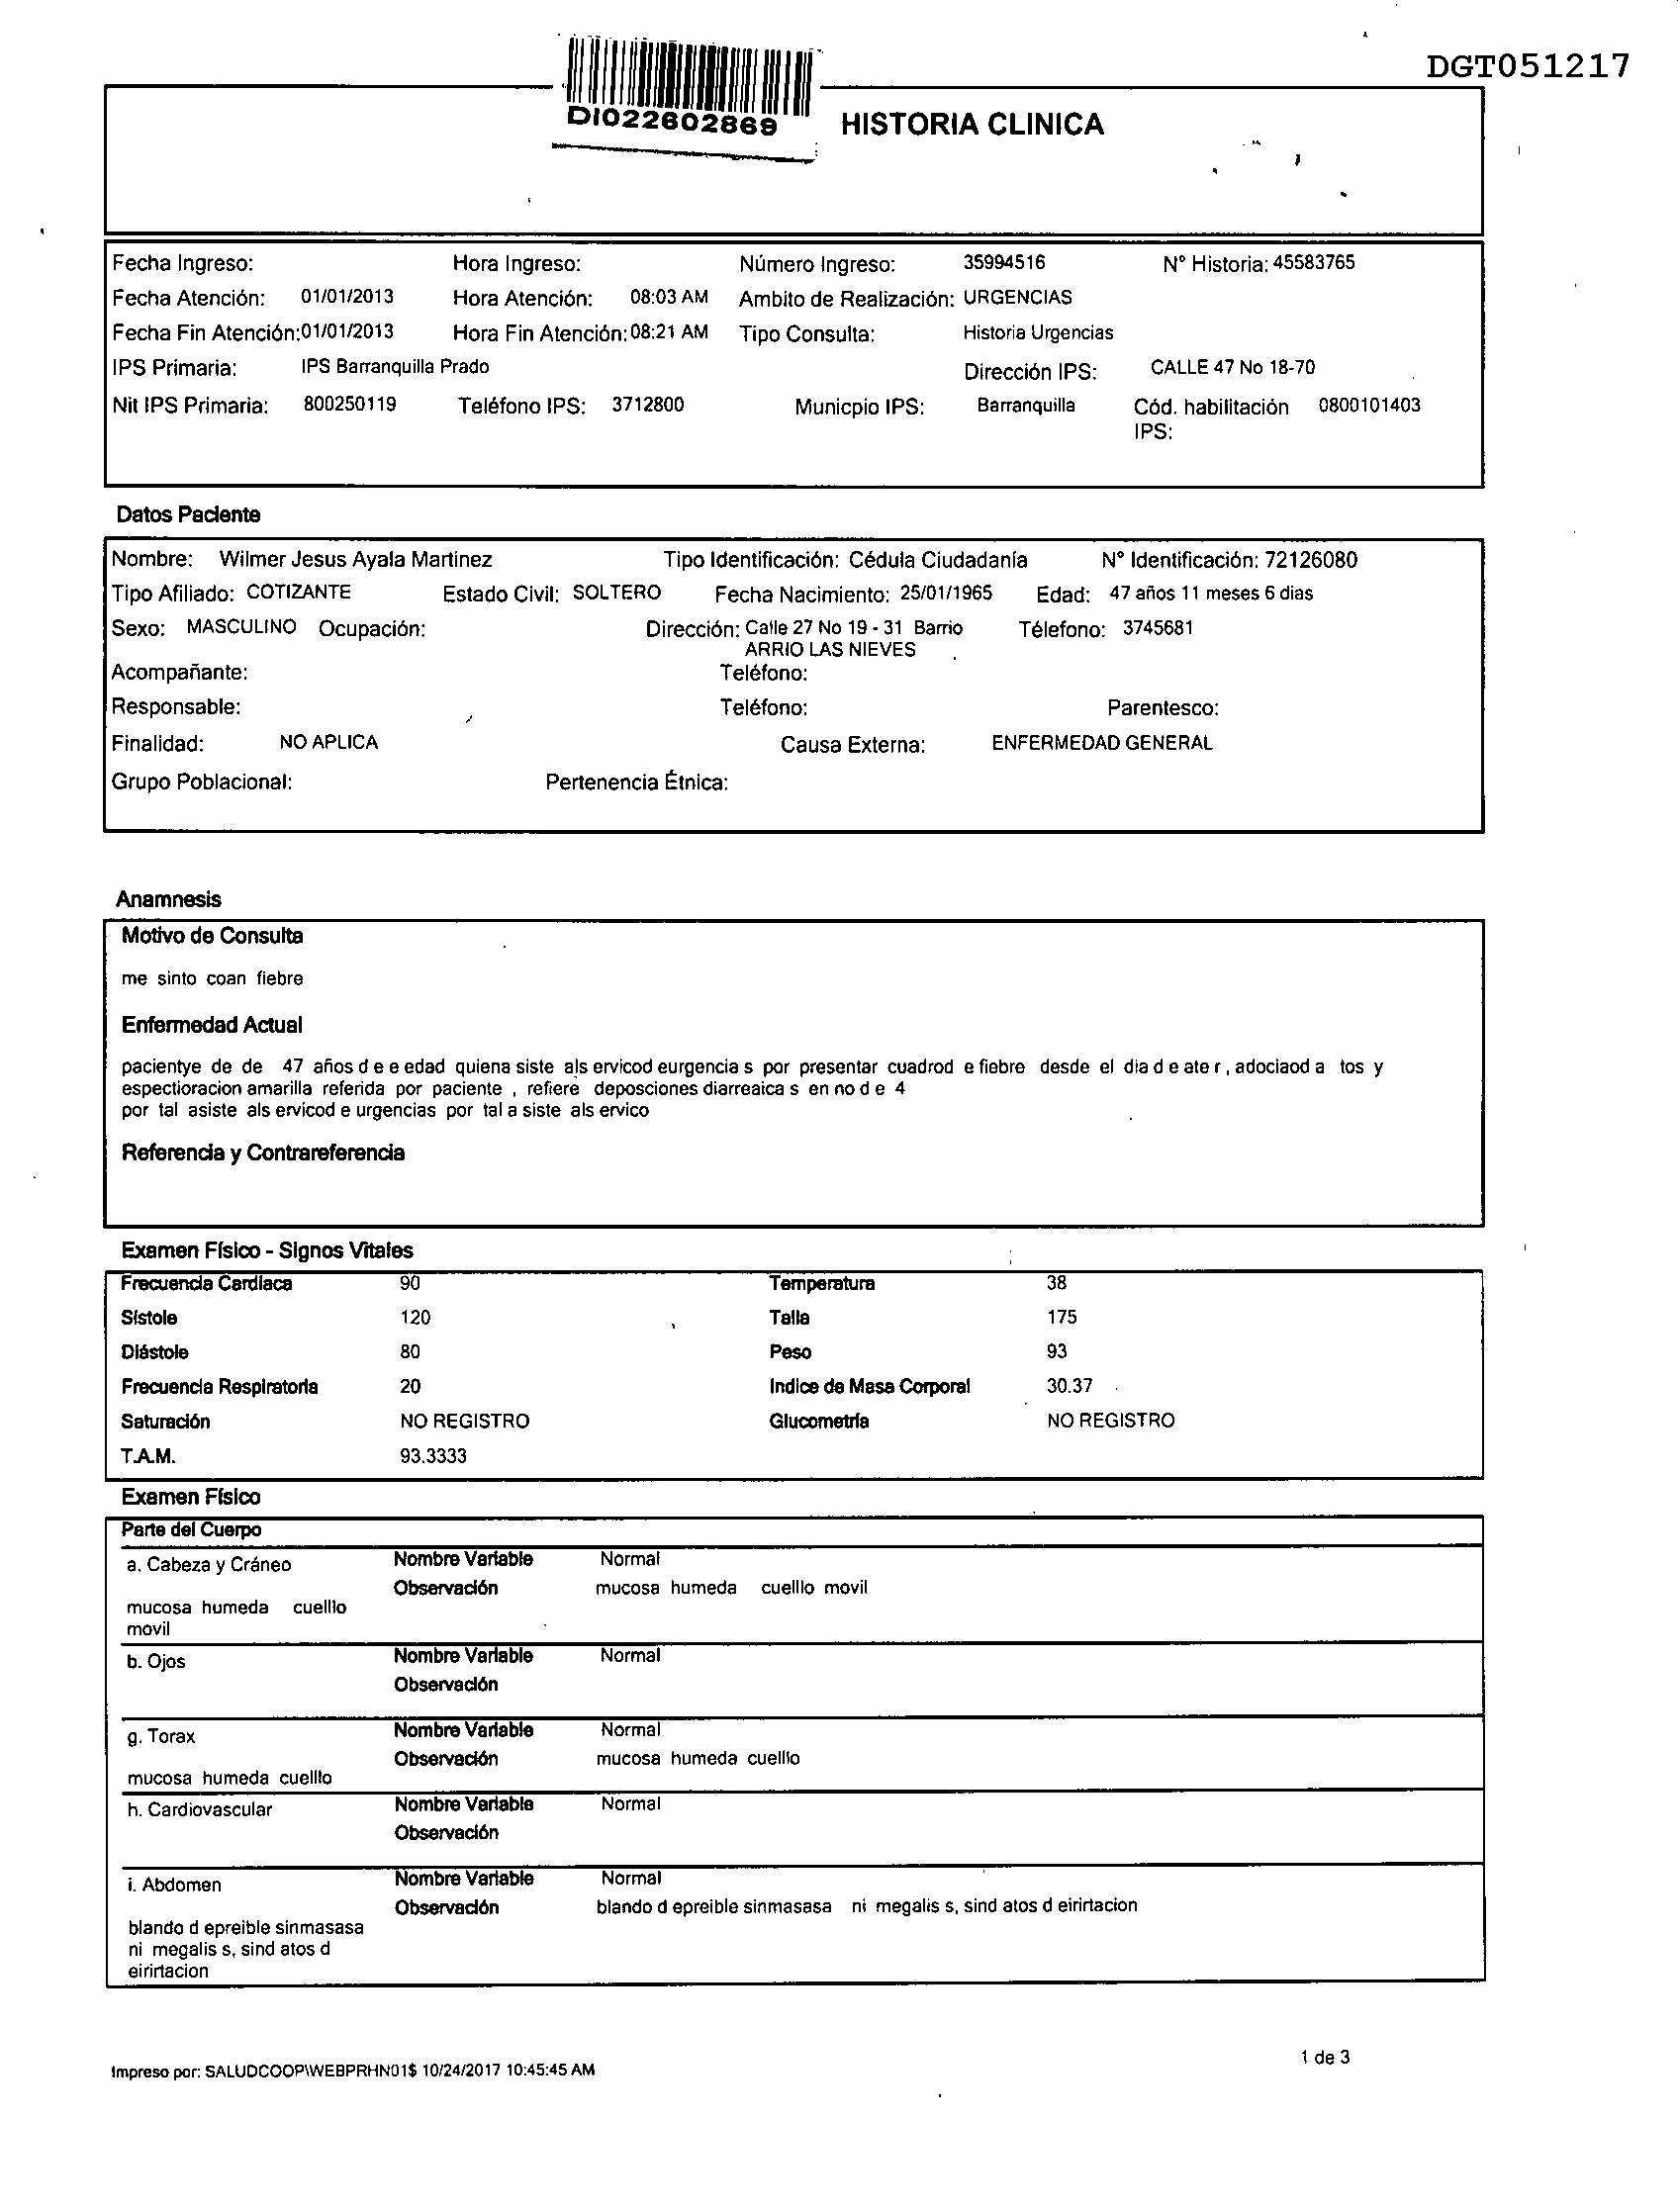 DGT051217
DI022602869
HISTORIA CLINICA
Fecha Ingreso: Hora Ingreso: Número Ingreso: 35994516 N° Historia: 45583765
Fecha Atención: 01/01/2013 Hora Atención: 08:03 AM Ambito de Realización: URGENCIAS
Fecha Fin Atención: 01/01/2013 Hora Fin Atención: 08:21 AM Tipo Consulta: Historia Urgencias
IPS Primaria: IPS Barranquilla Prado Dirección IPS: CALLE 47 No 18-70
Nit IPS Primaria: 800250119 Teléfono IPS: 3712800 Municpio IPS: Barranquilla Cód. habilitación 0800101403
IPS:
Datos Paciente
Nombre: Wilmer Jesus Ayala Martinez Tipo Identificación: Cédula Ciudadanía N° Identificación: 72126080
Tipo Afiliado: COTIZANTE Estado Civil: SOLTERO Fecha Nacimiento: 25/01/1965 Edad: 47 años 11 meses 6 dias
Sexo: MASCULINO Ocupación: Dirección: Calle 27 No 19 - 31 Barrio Télefono: 3745681
ARRIO LAS NIEVES
Acompañante: Teléfono:
Responsable: Teléfono: Parentesco:
Finalidad: NO APLICA Causa Externa: ENFERMEDAD GENERAL
Grupo Poblacional: Pertenencia Étnica:
Anamnesis
Motivo de Consulta
me sinto coan fiebre
Enfermedad Actual
pacientye de de 47 años d e e edad quiena siste als ervicod eurgencia s por presentar cuadrod e fiebre desde el dia d e ate r , adociaod a tos y
espectioracion amarilla referida por paciente , refiere deposciones diarreaica s en no d e 4
por tal asiste als ervicod e urgencias por tal a siste als ervico
Referencia y Contrareferencia
Examen Físico - Signos Vitales
Frecuencia Cardiaca 90 Temperatura 38
Sístole 120 Talla 175
Diástole 80 Peso 93
Frecuencia Respiratoria 20 Indice de Masa Corporal 30.37
Saturación NO REGISTRO Glucometría NO REGISTRO
T.A.M. 93.3333
Examen Físico
Parte del Cuerpo
a. Cabeza y Cráneo Nombre Variable Normal
Observación mucosa humeda cuelllo movil
mucosa humeda cuelllo
movil
b. Ojos Nombre Variable Normal
Observación
g. Torax Nombre Variable Normal
Observación mucosa humeda cuelllo
mucosa humeda cuelllo
h. Cardiovascular Nombre Variable Normal
Observación
i. Abdomen Nombre Variable Normal
Observación blando d epreible sinmasasa ni megalis s, sind atos d eirirtacion
blando d epreible sinmasasa
ni megalis s, sind atos d
eirirtacion
1 de 3
Impreso por: SALUDCOOP\WEBPRHN01$ 10/24/2017 10:45:45 AM